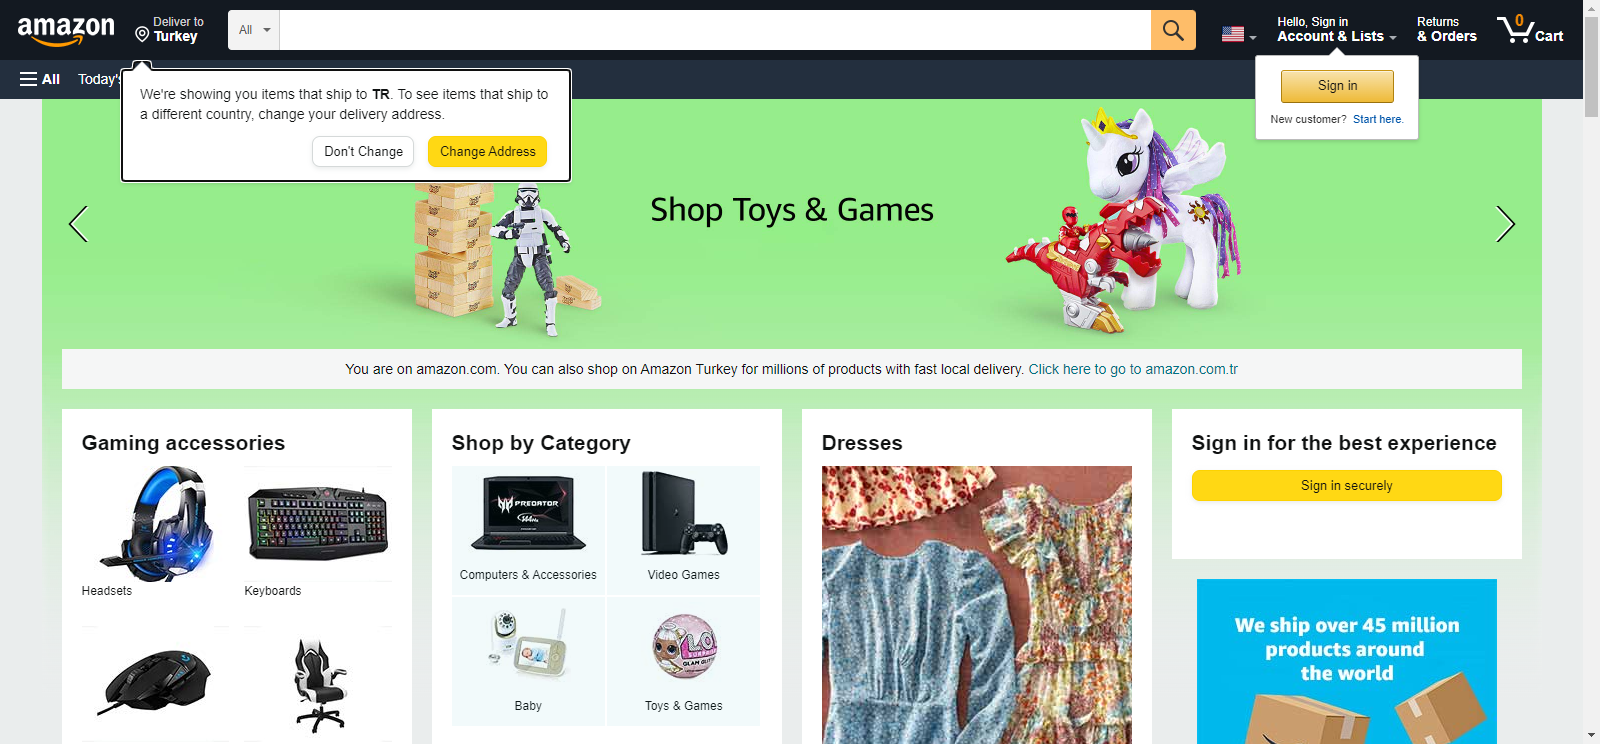 amazon
Deliver to
Turkey
All
Hello, Sign in
Account & Lists
Returns
& Orders
0
Cart
All
Today's
We're showing you items that ship to TR. To see items that ship to
a different country, change your delivery address.
Don't Change
Change Address
Sign in
New customer? Start here.
Shop Toys & Games
You are on amazon.com. You can also shop on Amazon Turkey for millions of products with fast local delivery. Click here to go to amazon.com.tr
Gaming accessories
Headsets
Keyboards
Shop by Category
PREDATOR
Computers & Accessories
Video Games
L.O.L.
SURPRISE
GLAM GLITTER
Baby
Toys & Games
Dresses
Sign in for the best experience
Sign in securely
We ship over 45 million
products around
the world